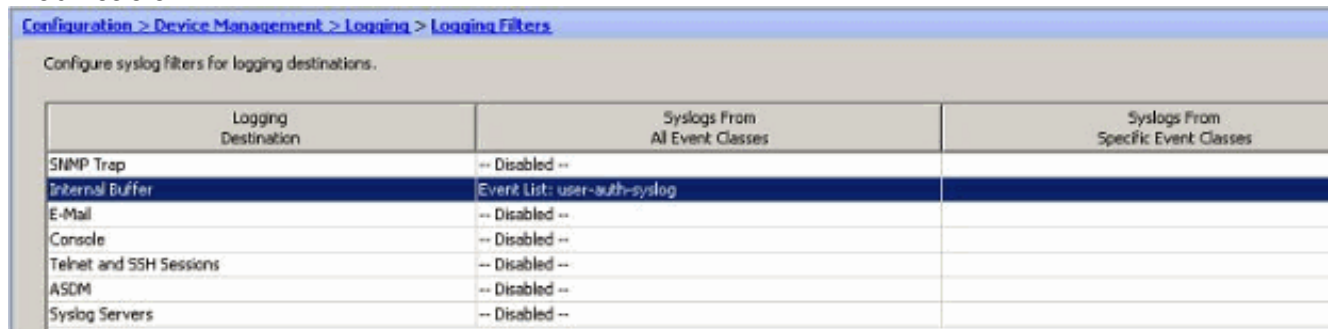 Configuration > Device Management > Logging > Logging Filters
Configure syslog filters for logging destinations.
Logging Destination Syslogs From All Event Classes Syslogs From Specific Event Classes
SNMP Trap -- Disabled --
Internal Buffer Event List: user-auth-syslog
E-Mail -- Disabled --
Console -- Disabled --
Telnet and SSH Sessions -- Disabled --
ASDM -- Disabled --
Syslog Servers -- Disabled --